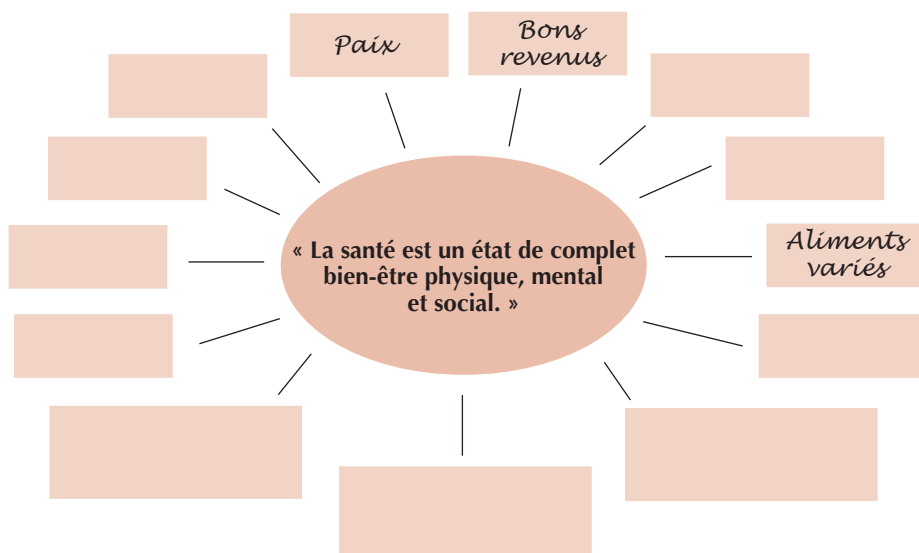 Paix
Bons
revenus
Aliments
variés
« La santé est un état de complet
bien-être physique, mental
et social. »